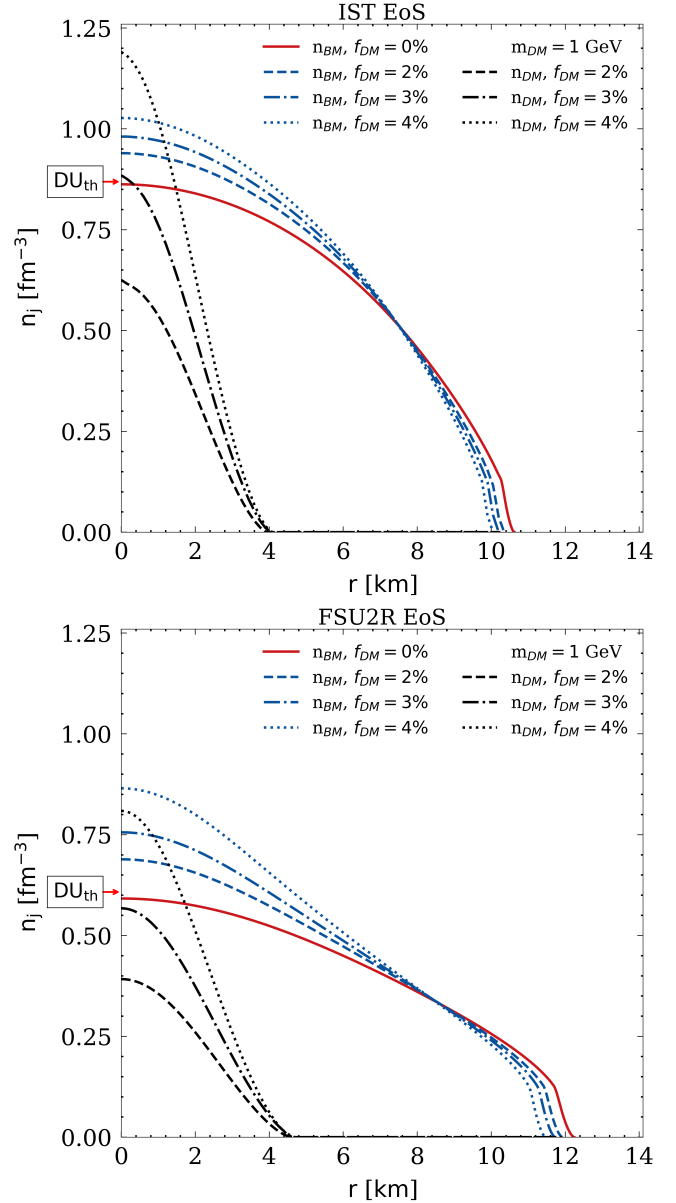 IST EoS
n_BM, f_DM = 0%
m_DM = 1 GeV
n_BM, f_DM = 2%
n_DM, f_DM = 2%
n_BM, f_DM = 3%
n_DM, f_DM = 3%
n_BM, f_DM = 4%
n_DM, f_DM = 4%
1.25
1.00
0.75
0.50
0.25
0.00
DU_th
n_j [fm^−3]
0 2 4 6 8 10 12 14
r [km]
FSU2R EoS
n_BM, f_DM = 0%
m_DM = 1 GeV
n_BM, f_DM = 2%
n_DM, f_DM = 2%
n_BM, f_DM = 3%
n_DM, f_DM = 3%
n_BM, f_DM = 4%
n_DM, f_DM = 4%
1.25
1.00
0.75
0.50
0.25
0.00
DU_th
n_j [fm^−3]
0 2 4 6 8 10 12 14
r [km]